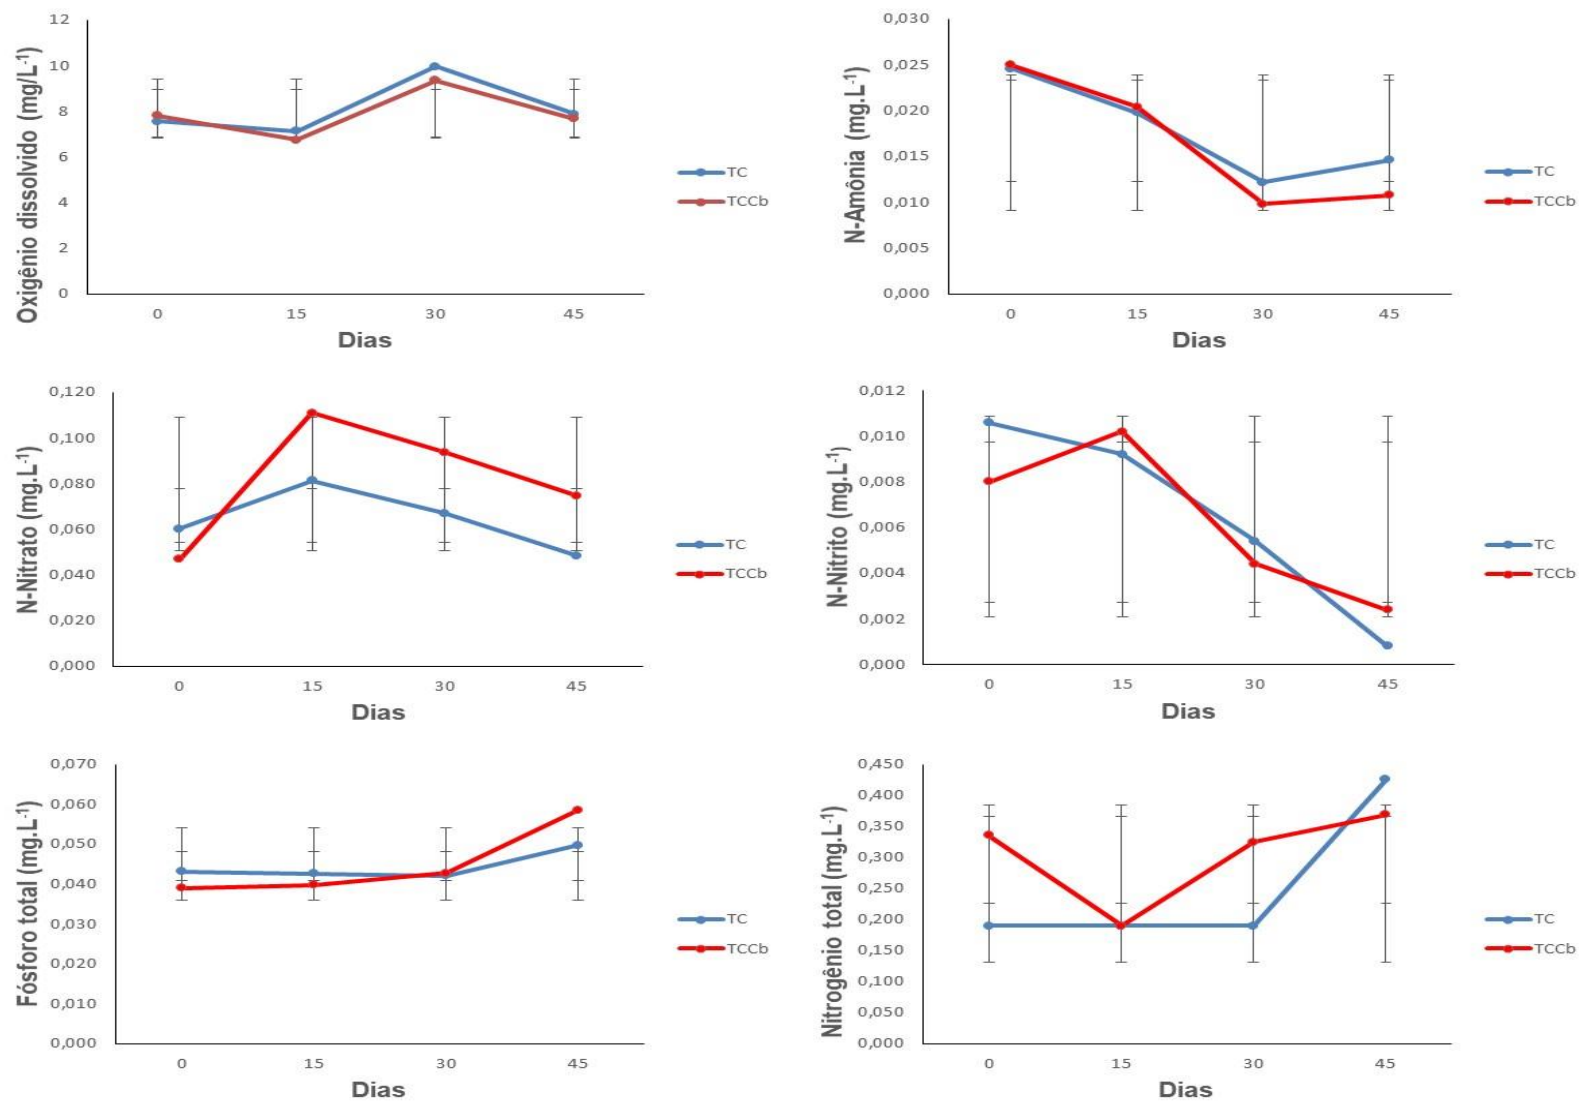 Oxigênio dissolvido (mg/L⁻¹)
12
10
8
6
4
2
0
0 15 30 45
Dias
TC
TCCb
N-Amônia (mg.L⁻¹)
0,030
0,025
0,020
0,015
0,010
0,005
0,000
0 15 30 45
Dias
TC
TCCb
N-Nitrato (mg.L⁻¹)
0,120
0,100
0,080
0,060
0,040
0,020
0,000
0 15 30 45
Dias
TC
TCCb
N-Nitrito (mg.L⁻¹)
0,012
0,010
0,008
0,006
0,004
0,002
0,000
0 15 30 45
Dias
TC
TCCb
Fósforo total (mg.L⁻¹)
0,070
0,060
0,050
0,040
0,030
0,020
0,010
0,000
0 15 30 45
Dias
TC
TCCb
Nitrogênio total (mg.L⁻¹)
0,450
0,400
0,350
0,300
0,250
0,200
0,150
0,100
0,050
0,000
0 15 30 45
Dias
TC
TCCb